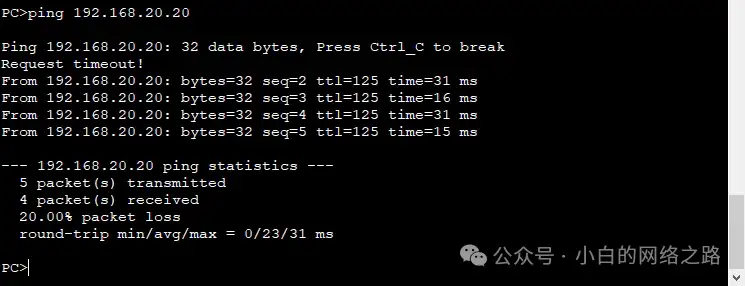 PC>ping 192.168.20.20
Ping 192.168.20.20: 32 data bytes, Press Ctrl_C to break
Request timeout!
From 192.168.20.20: bytes=32 seq=2 ttl=125 time=31 ms
From 192.168.20.20: bytes=32 seq=3 ttl=125 time=16 ms
From 192.168.20.20: bytes=32 seq=4 ttl=125 time=31 ms
From 192.168.20.20: bytes=32 seq=5 ttl=125 time=15 ms
--- 192.168.20.20 ping statistics ---
5 packet(s) transmitted
4 packet(s) received
20.00% packet loss
round-trip min/avg/max = 0/23/31 ms
公众号 · 小白的网络之路
PC>